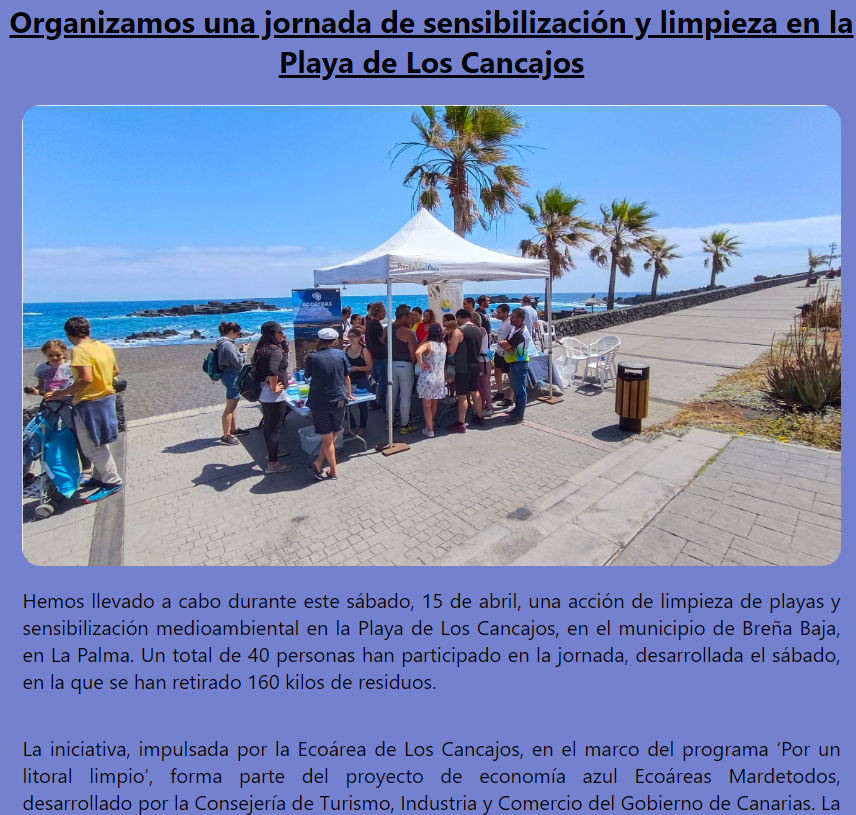 Organizamos una jornada de sensibilización y limpieza en la
Playa de Los Cancajos
ecoáreas
Hemos llevado a cabo durante este sábado, 15 de abril, una acción de limpieza de playas y
sensibilización medioambiental en la Playa de Los Cancajos, en el municipio de Breña Baja,
en La Palma. Un total de 40 personas han participado en la jornada, desarrollada el sábado,
en la que se han retirado 160 kilos de residuos.
La iniciativa, impulsada por la Ecoárea de Los Cancajos, en el marco del programa ‘Por un
litoral limpio’, forma parte del proyecto de economía azul Ecoáreas Mardetodos,
desarrollado por la Consejería de Turismo, Industria y Comercio del Gobierno de Canarias. La